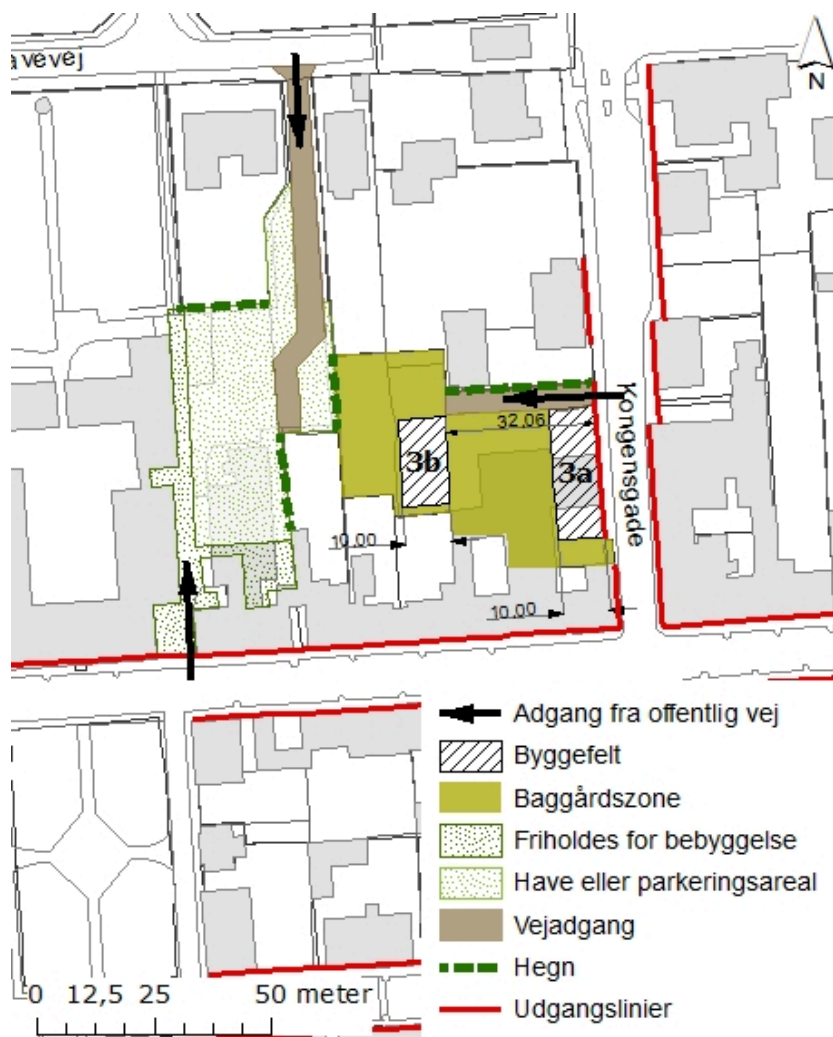 avevej
N
Kongensgade
32,06
3b
3a
10,00
10,00
Adgang fra offentlig vej
Byggefelt
Baggårdszone
Friholdes for bebyggelse
Have eller parkeringsareal
Vejadgang
Hegn
Udgangslinier
0 12,5 25 50 meter